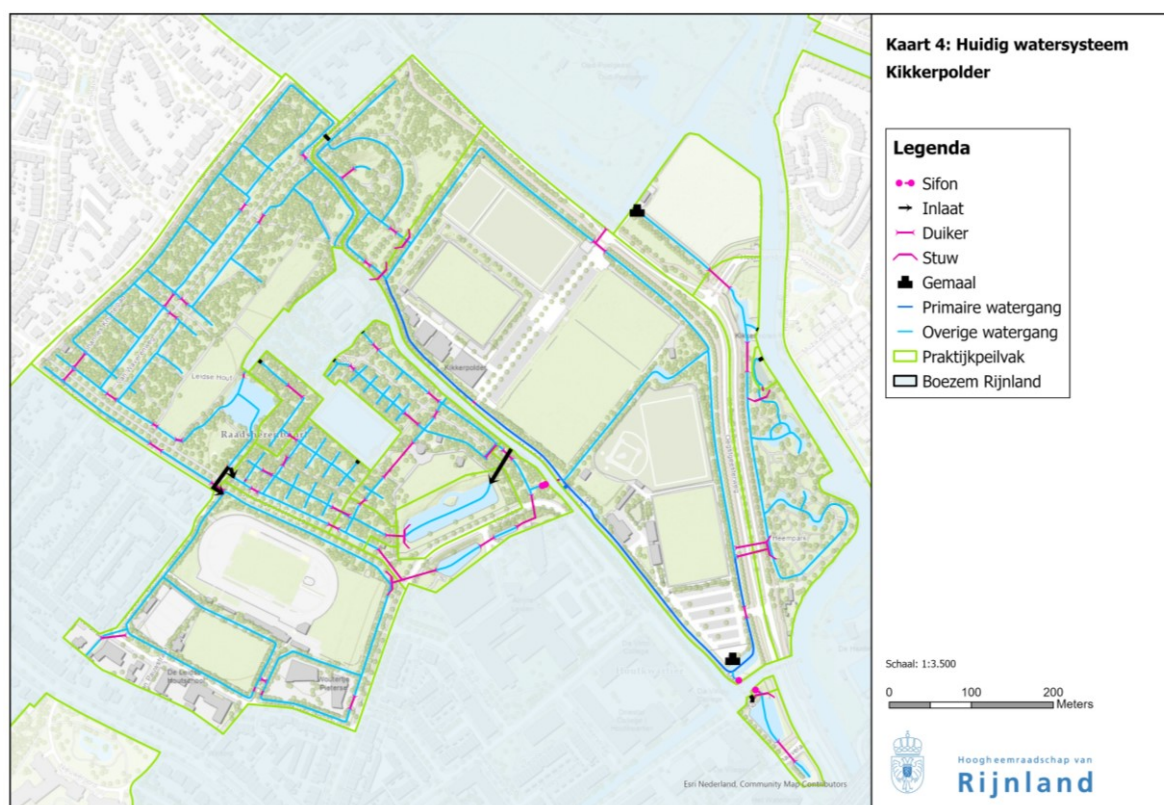 Kaart 4: Huidig watersysteem
Kikkerpolder
Legenda
Sifon
Inlaat
Duiker
Stuw
Gemaal
Primaire watergang
Overige watergang
Praktijkpeilvak
Boezem Rijnland
Schaal: 1:3.500
0 100 200
Meters
Hoogheemraadschap van
Rijnland
Leidse Hout
Kikkerpolder
Heempark
Esri Nederland, Community Map Contributors